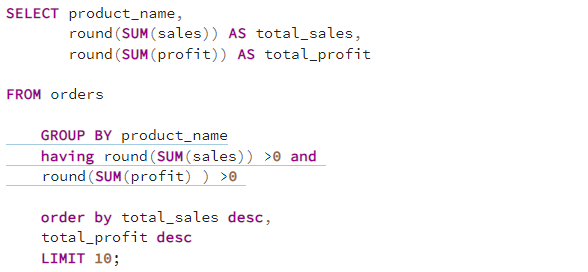 SELECT product_name,
round(SUM(sales)) AS total_sales,
round(SUM(profit)) AS total_profit
FROM orders
GROUP BY product_name
having round(SUM(sales)) >0 and
round(SUM(profit) ) >0
order by total_sales desc,
total_profit desc
LIMIT 10;